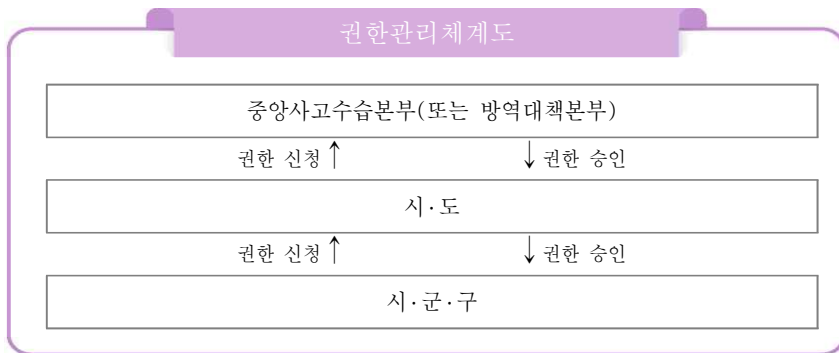 권한관리체계도
중앙사고수습본부(또는 방역대책본부)
권한 신청 ↑ ↓ 권한 승인
시·도
권한 신청 ↑ ↓ 권한 승인
시·군·구